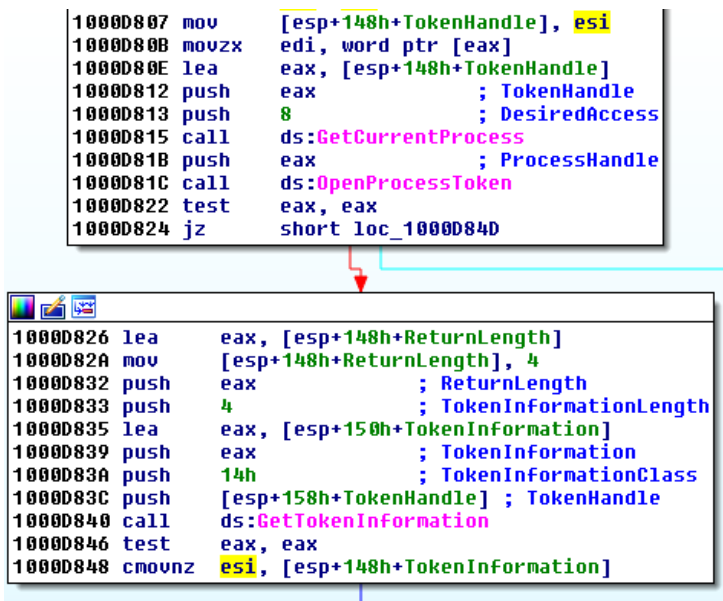 1000D807 mov [esp+148h+TokenHandle], esi
1000D80B movzx edi, word ptr [eax]
1000D80E lea eax, [esp+148h+TokenHandle]
1000D812 push eax ; TokenHandle
1000D813 push 8 ; DesiredAccess
1000D815 call ds:GetCurrentProcess
1000D81B push eax ; ProcessHandle
1000D81C call ds:OpenProcessToken
1000D822 test eax, eax
1000D824 jz short loc_1000D84D
1000D826 lea eax, [esp+148h+ReturnLength]
1000D82A mov [esp+148h+ReturnLength], 4
1000D832 push eax ; ReturnLength
1000D833 push 4 ; TokenInformationLength
1000D835 lea eax, [esp+150h+TokenInformation]
1000D839 push eax ; TokenInformation
1000D83A push 14h ; TokenInformationClass
1000D83C push [esp+158h+TokenHandle] ; TokenHandle
1000D840 call ds:GetTokenInformation
1000D846 test eax, eax
1000D848 cmovnz esi, [esp+148h+TokenInformation]